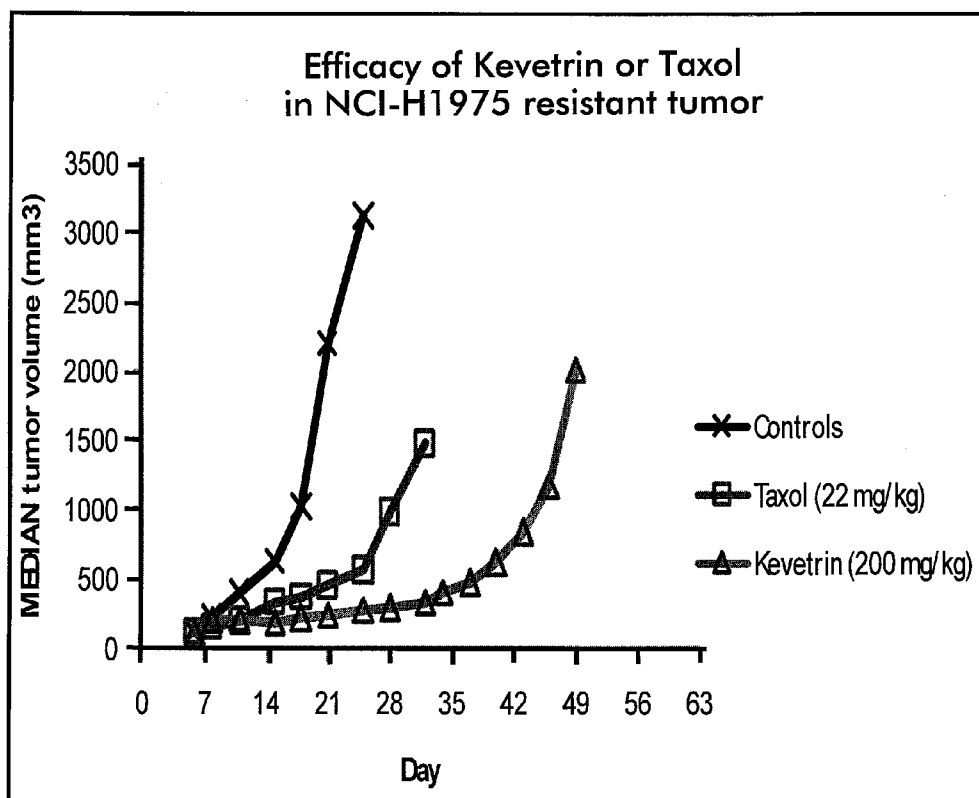 Efficacy of Kevetrin or Taxol
in NCI-H1975 resistant tumor
MEDIAN tumor volume (mm3)
3500
3000
2500
2000
1500
1000
500
0
0 7 14 21 28 35 42 49 56 63
Day
Controls
Taxol (22 mg/kg)
Kevetrin (200 mg/kg)